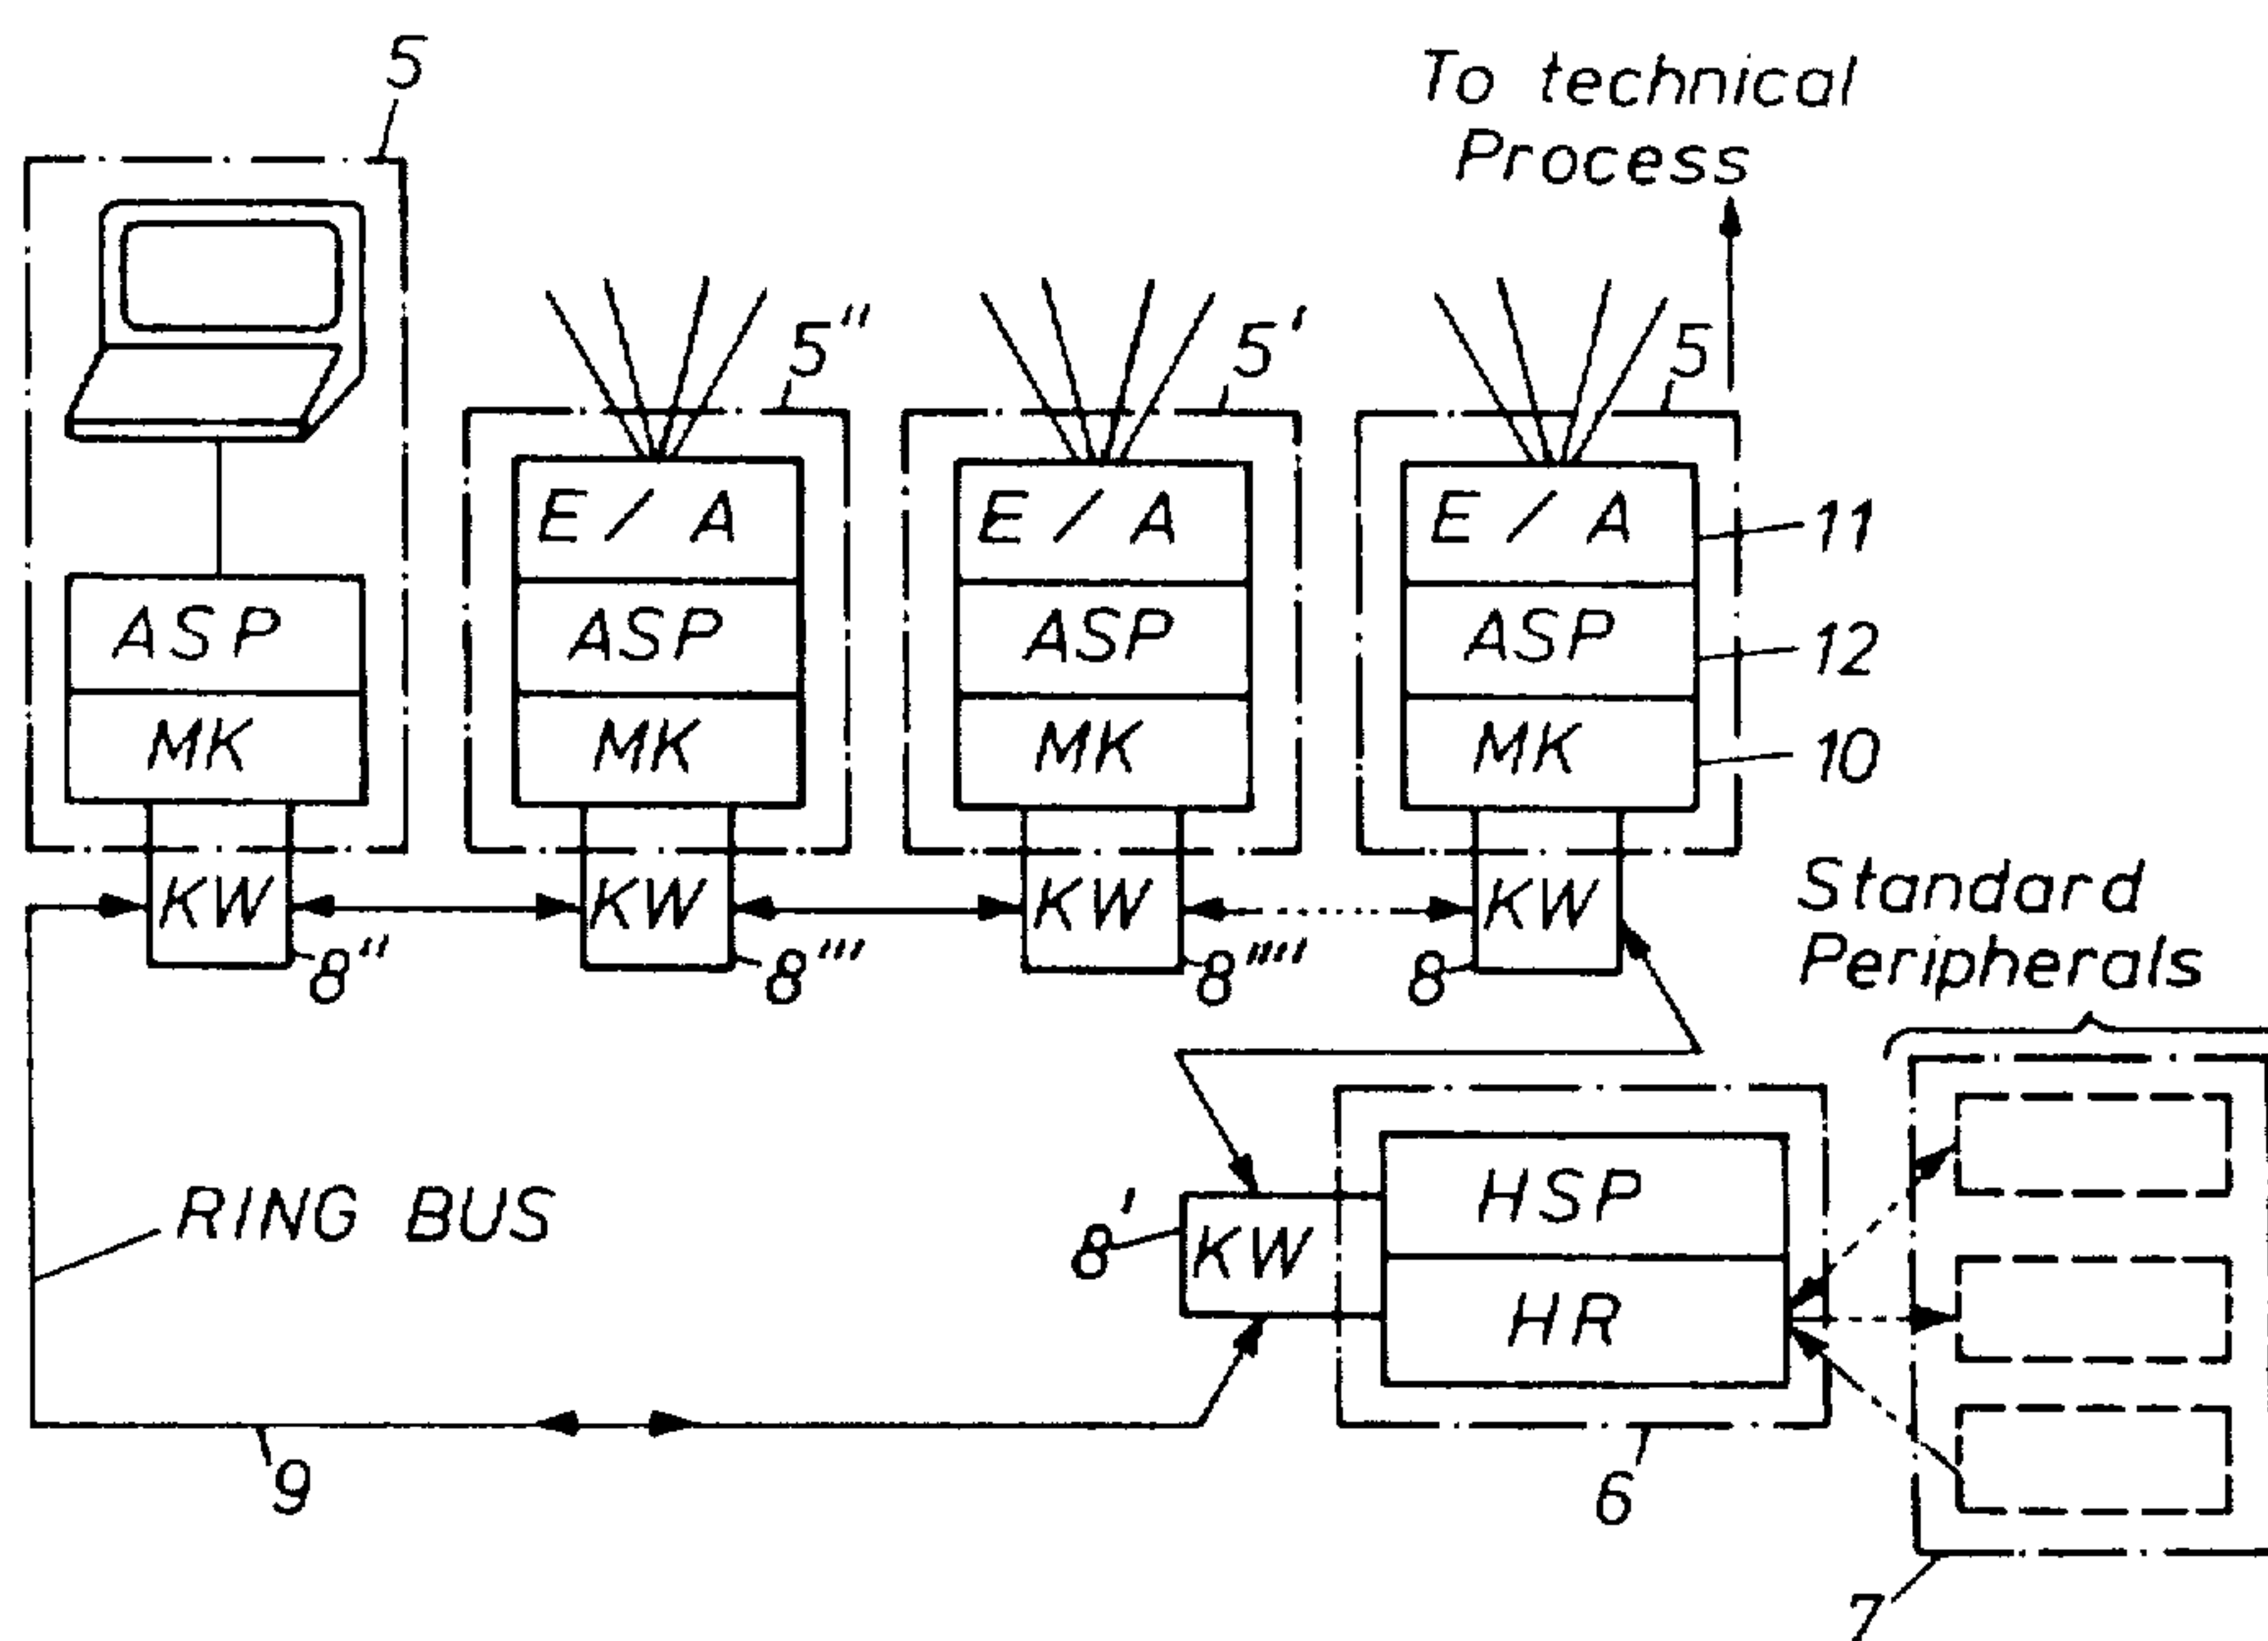 5
To technical
Process
5''
5'
5
E / A
E / A
E / A
11
ASP
ASP
ASP
ASP
12
MK
MK
MK
MK
10
KW
KW
KW
KW
8''
8'''
8''''
8
Standard
Peripherals
RING BUS
8'
KW
HSP
HR
9
6
7